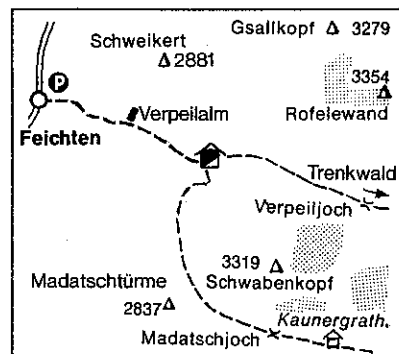 Gsallkopf 3279
Schweikert
2881
3354
P
Verpeilalm
Rofelewand
Feichten
Trenkwald
Verpeiljoch
3319
Schwabenkopf
Madatschtürme
2837
Kaunergrath.
Madatschjoch